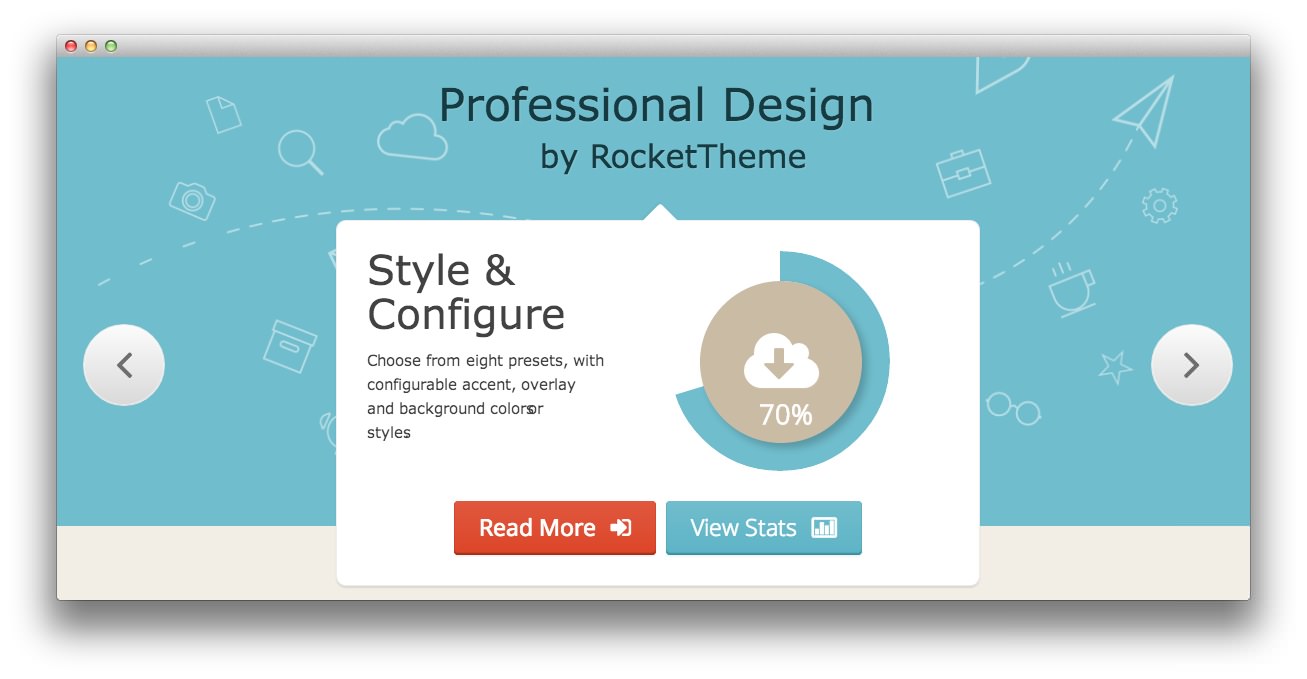 Professional Design
by RocketTheme
Style &
Configure
Choose from eight presets, with
configurable accent, overlay
and background colors or
styles.
70%
Read More
View Stats